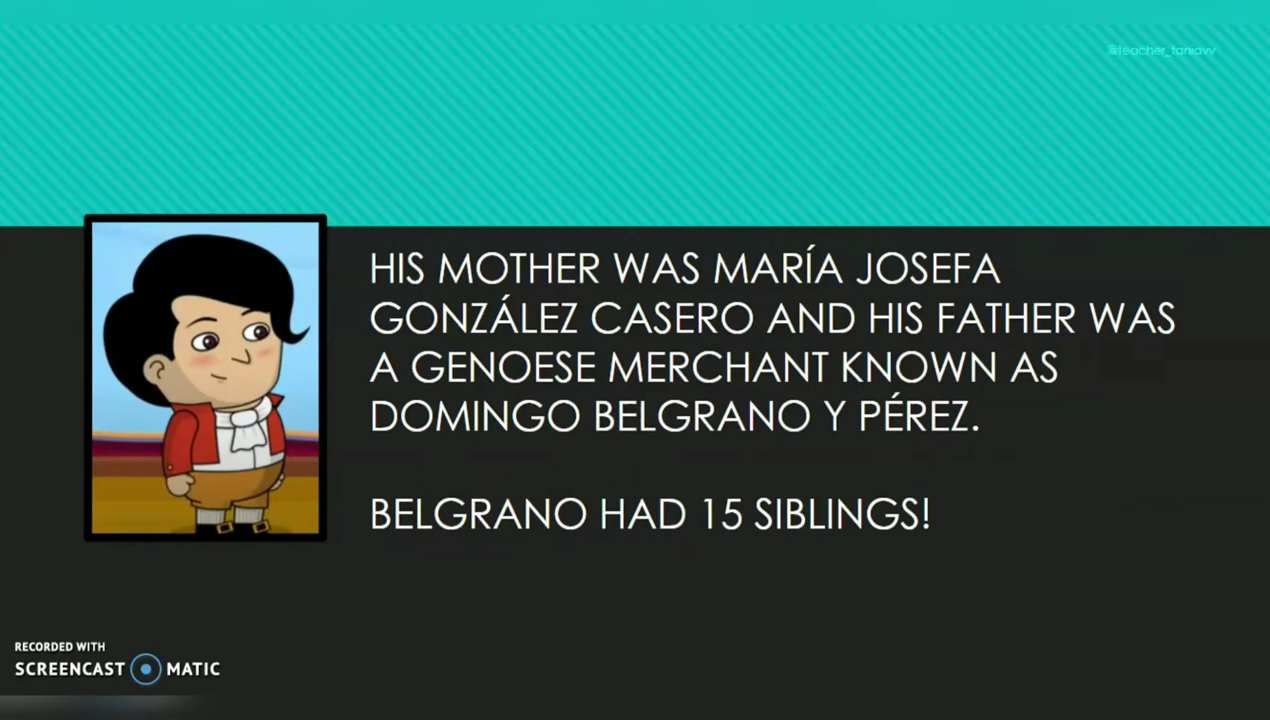 @teacher_taniavv
HIS MOTHER WAS MARÍA JOSEFA
GONZÁLEZ CASERO AND HIS FATHER WAS
A GENOESE MERCHANT KNOWN AS
DOMINGO BELGRANO Y PÉREZ.
BELGRANO HAD 15 SIBLINGS!
RECORDED WITH
SCREENCAST MATIC